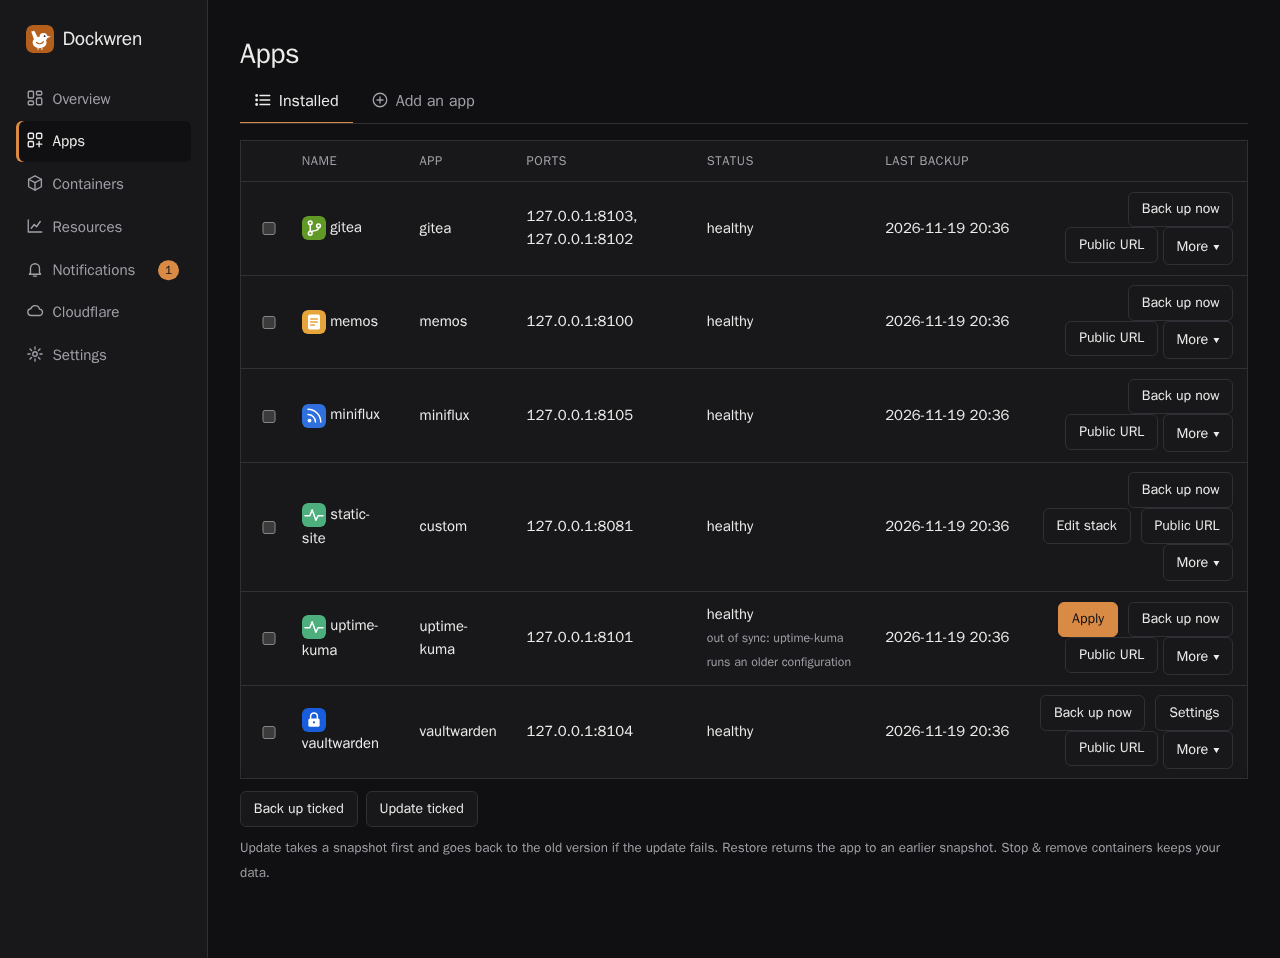 Dockwren
Overview
Apps
Containers
Resources
Notifications 1
Cloudflare
Settings
Apps
Installed
Add an app
NAME APP PORTS STATUS LAST BACKUP
gitea gitea 127.0.0.1:8103, 127.0.0.1:8102 healthy 2026-11-19 20:36 Back up now
Public URL More ▾
memos memos 127.0.0.1:8100 healthy 2026-11-19 20:36 Back up now
Public URL More ▾
miniflux miniflux 127.0.0.1:8105 healthy 2026-11-19 20:36 Back up now
Public URL More ▾
static-site custom 127.0.0.1:8081 healthy 2026-11-19 20:36 Back up now
Edit stack Public URL
More ▾
uptime-kuma uptime-kuma 127.0.0.1:8101 healthy
out of sync: uptime-kuma
runs an older configuration
2026-11-19 20:36 Apply Back up now
Public URL More ▾
vaultwarden vaultwarden 127.0.0.1:8104 healthy 2026-11-19 20:36 Back up now Settings
Public URL More ▾
Back up ticked Update ticked
Update takes a snapshot first and goes back to the old version if the update fails. Restore returns the app to an earlier snapshot. Stop & remove containers keeps your
data.